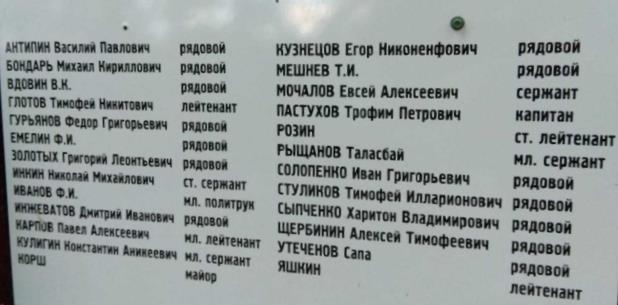 АНТИПИН Василий Павлович рядовой
БОНДАРЬ Михаил Кириллович рядовой
ВДОВИН В.К. рядовой
ГЛОТОВ Тимофей Никитович лейтенант
ГУРЬЯНОВ Федор Григорьевич рядовой
ЕМЕЛИН Ф.И. рядовой
ЗОЛОТЫХ Григорий Леонтьевич рядовой
ИНКИН Николай Михайлович ст. сержант
ИВАНОВ Ф.И. мл. политрук
ИНЖЕВАТОВ Дмитрий Иванович рядовой
КАРПОВ Павел Алексеевич мл. лейтенант
КУЛИГИН Константин Аникеевич мл. сержант
КОРШ майор
КУЗНЕЦОВ Егор Никоненфович рядовой
МЕШНЕВ Т.И. рядовой
МОЧАЛОВ Евсей Алексеевич сержант
ПАСТУХОВ Трофим Петрович капитан
РОЗИН ст. лейтенант
РЫЩАНОВ Таласбай мл. сержант
СОЛОПЕНКО Иван Григорьевич рядовой
СТУЛИКОВ Тимофей Илларионович рядовой
СЫПЧЕНКО Харитон Владимирович рядовой
ЩЕРБИНИН Алексей Тимофеевич рядовой
УТЕЧЕНОВ Сапа рядовой
ЯШКИН лейтенант